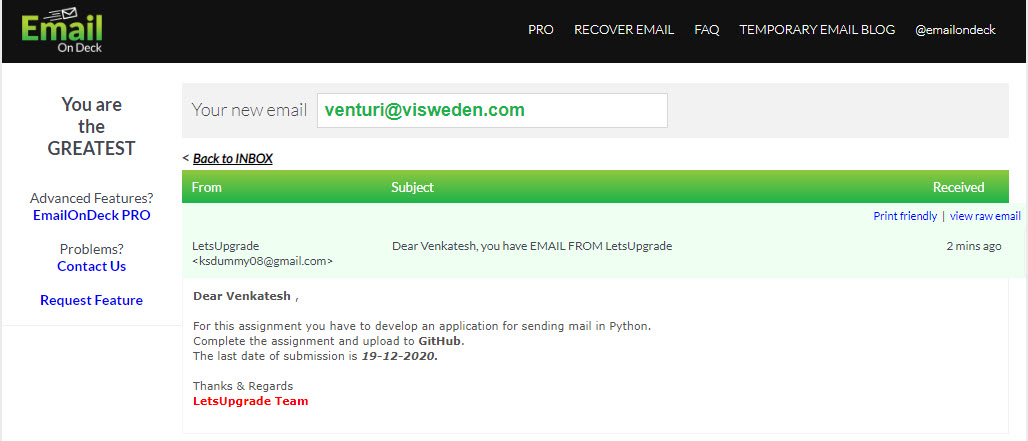 Email
On Deck
PRO RECOVER EMAIL FAQ TEMPORARY EMAIL BLOG @emailondeck
You are
the
GREATEST
Advanced Features?
EmailOnDeck PRO
Problems?
Contact Us
Request Feature
Your new email venturi@visweden.com
< Back to INBOX
From Subject Received
Print friendly | view raw email
LetsUpgrade Dear Venkatesh, you have EMAIL FROM LetsUpgrade 2 mins ago
<ksdummy08@gmail.com>
Dear Venkatesh ,
For this assignment you have to develop an application for sending mail in Python.
Complete the assignment and upload to GitHub.
The last date of submission is 19-12-2020.
Thanks & Regards
LetsUpgrade Team